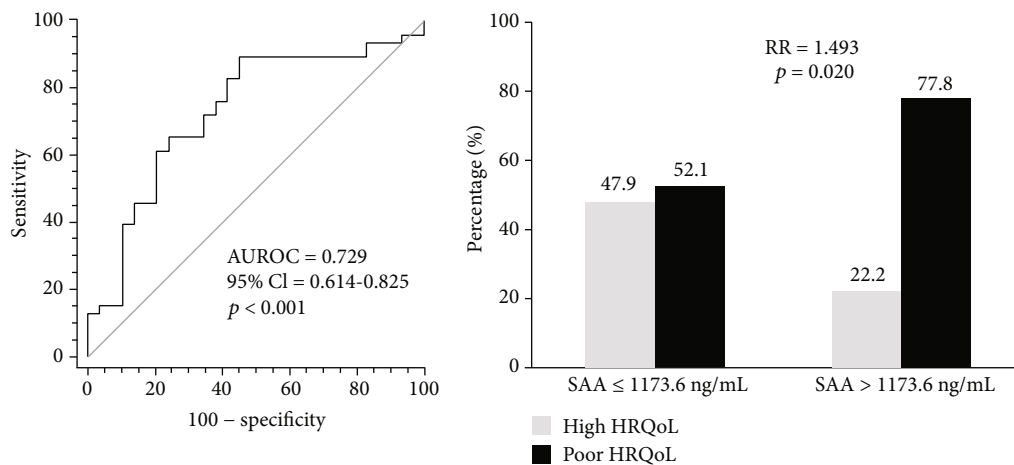 100
80
60
40
20
0
Sensitivity
AUROC = 0.729
95% Cl = 0.614-0.825
p < 0.001
0 20 40 60 80 100
100 − specificity
100
80
60
40
20
0
Percentage (%)
RR = 1.493
p = 0.020
47.9
52.1
22.2
77.8
SAA ≤ 1173.6 ng/mL
SAA > 1173.6 ng/mL
High HRQoL
Poor HRQoL